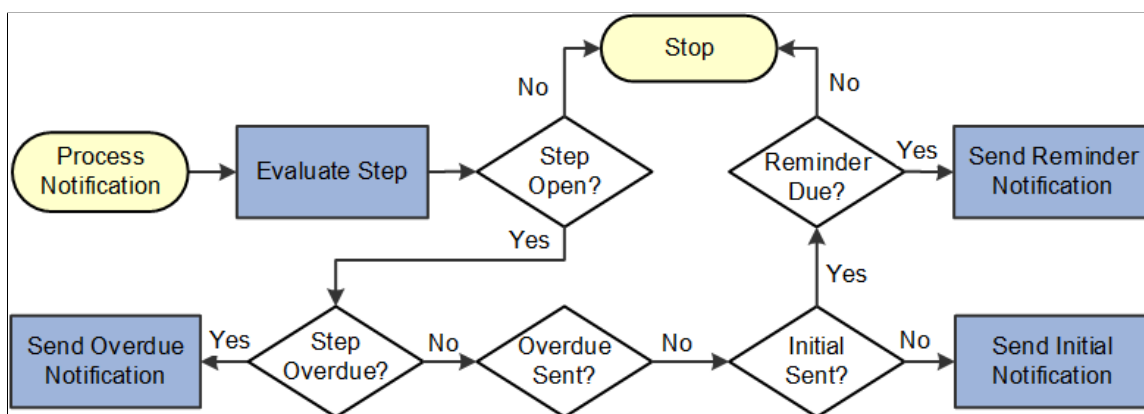 Stop
No
No
Process
Notification
Evaluate Step
Step
Open?
Reminder
Due?
Yes
Send Reminder
Notification
Yes
Yes
Send Overdue
Notification
Yes
Step
Overdue?
No
Overdue
Sent?
No
Initial
Sent?
No
Send Initial
Notification